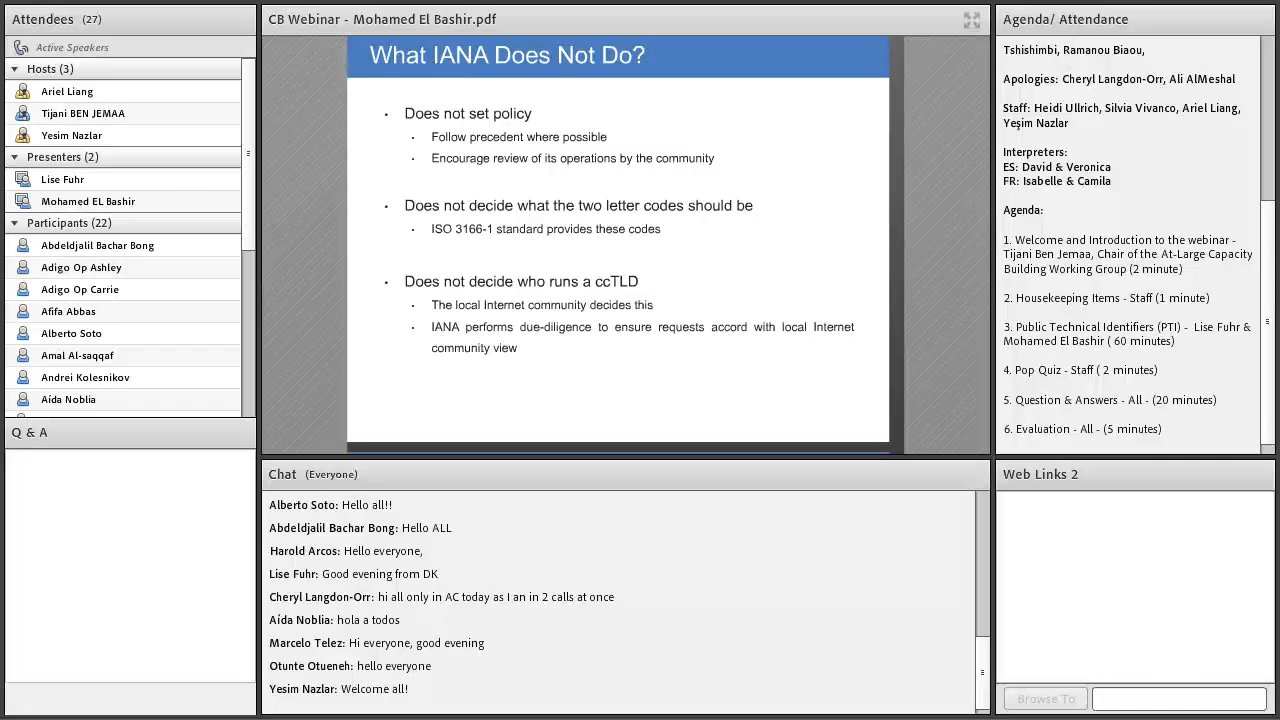 Attendees (27)
Active Speakers
Hosts (3)
Ariel Liang
Tijani BEN JEMAA
Yesim Nazlar
Presenters (2)
Lise Fuhr
Mohamed EL Bashir
Participants (22)
Abdeldjalil Bachar Bong
Adigo Op Ashley
Adigo Op Carrie
Afifa Abbas
Alberto Soto
Amal Al-saqqaf
Andrei Kolesnikov
Aída Noblia
Q & A
CB Webinar - Mohamed El Bashir.pdf
What IANA Does Not Do?
• Does not set policy
• Follow precedent where possible
• Encourage review of its operations by the community
• Does not decide what the two letter codes should be
• ISO 3166-1 standard provides these codes
• Does not decide who runs a ccTLD
• The local Internet community decides this
• IANA performs due-diligence to ensure requests accord with local Internet
community view
Chat (Everyone)
Alberto Soto: Hello all!!
Abdeldjalil Bachar Bong: Hello ALL
Harold Arcos: Hello everyone,
Lise Fuhr: Good evening from DK
Cheryl Langdon-Orr: hi all only in AC today as I an in 2 calls at once
Aída Noblia: hola a todos
Marcelo Telez: Hi everyone, good evening
Otunte Otueneh: hello everyone
Yesim Nazlar: Welcome all!
Agenda/ Attendance
Tshishimbi, Ramanou Biaou,
Apologies: Cheryl Langdon-Orr, Ali AlMeshal
Staff: Heidi Ullrich, Silvia Vivanco, Ariel Liang,
Yeşim Nazlar
Interpreters:
ES: David & Veronica
FR: Isabelle & Camila
Agenda:
1. Welcome and Introduction to the webinar -
Tijani Ben Jemaa, Chair of the At-Large Capacity
Building Working Group (2 minute)
2. Housekeeping Items - Staff (1 minute)
3. Public Technical Identifiers (PTI) - Lise Fuhr &
Mohamed El Bashir ( 60 minutes)
4. Pop Quiz - Staff ( 2 minutes)
5. Question & Answers - All - (20 minutes)
6. Evaluation - All - (5 minutes)
Web Links 2
Browse To